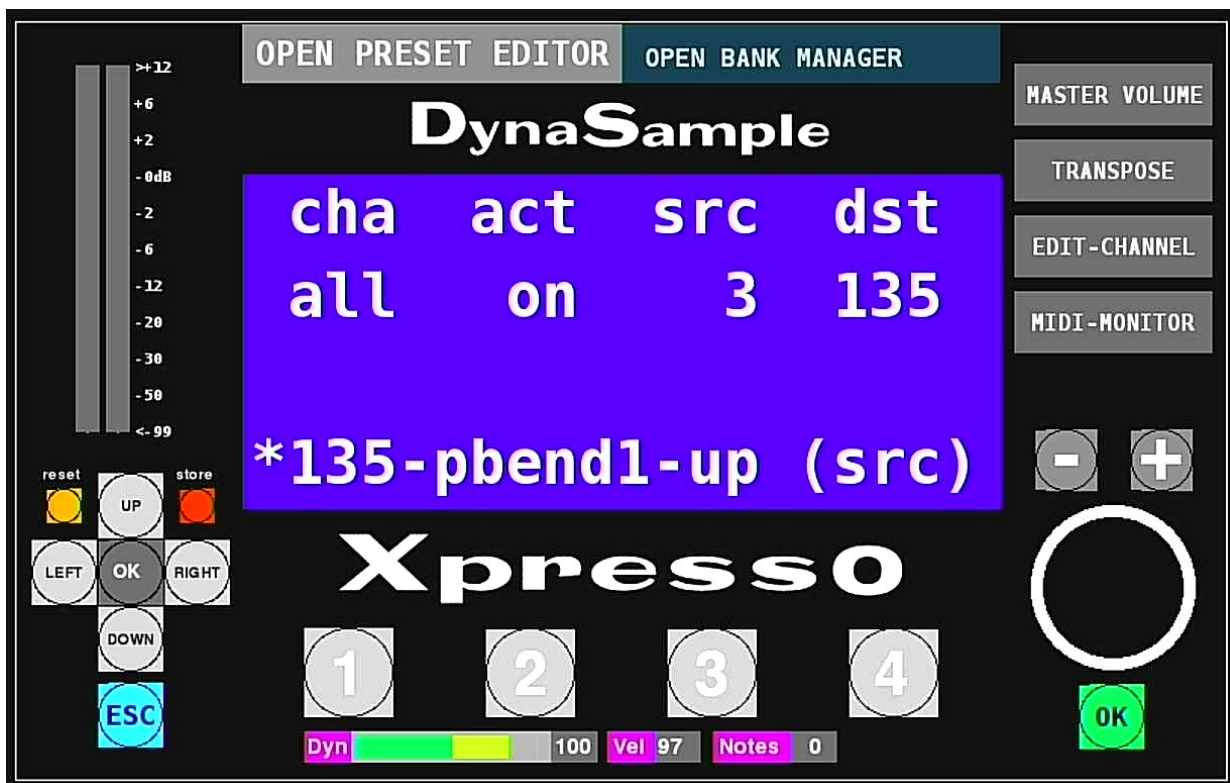 OPEN PRESET EDITOR
OPEN BANK MANAGER
DynaSample
>+12
+6
+2
-0dB
-2
-6
-12
-20
-30
-50
<-99
cha act src dst
all on 3 135
*135-pbend1-up (src)
MASTER VOLUME
TRANSPOSE
EDIT-CHANNEL
MIDI-MONITOR
- +
reset store
UP
LEFT OK RIGHT
DOWN
ESC
XpressO
1 2 3 4
OK
Dyn 100 Vel 97 Notes 0